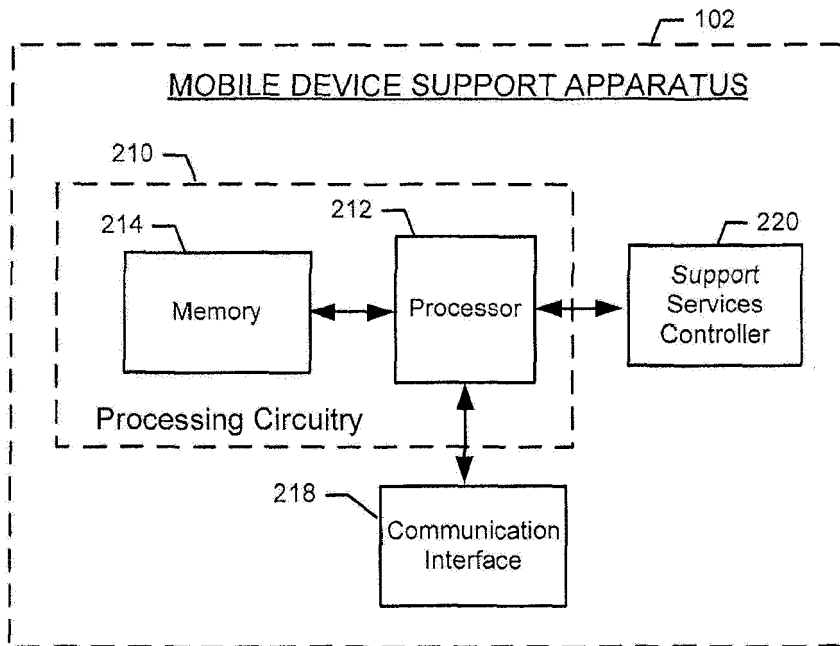 102
MOBILE DEVICE SUPPORT APPARATUS
210
212
214
220
Memory
Processor
Support
Services
Controller
Processing Circuitry
218
Communication
Interface